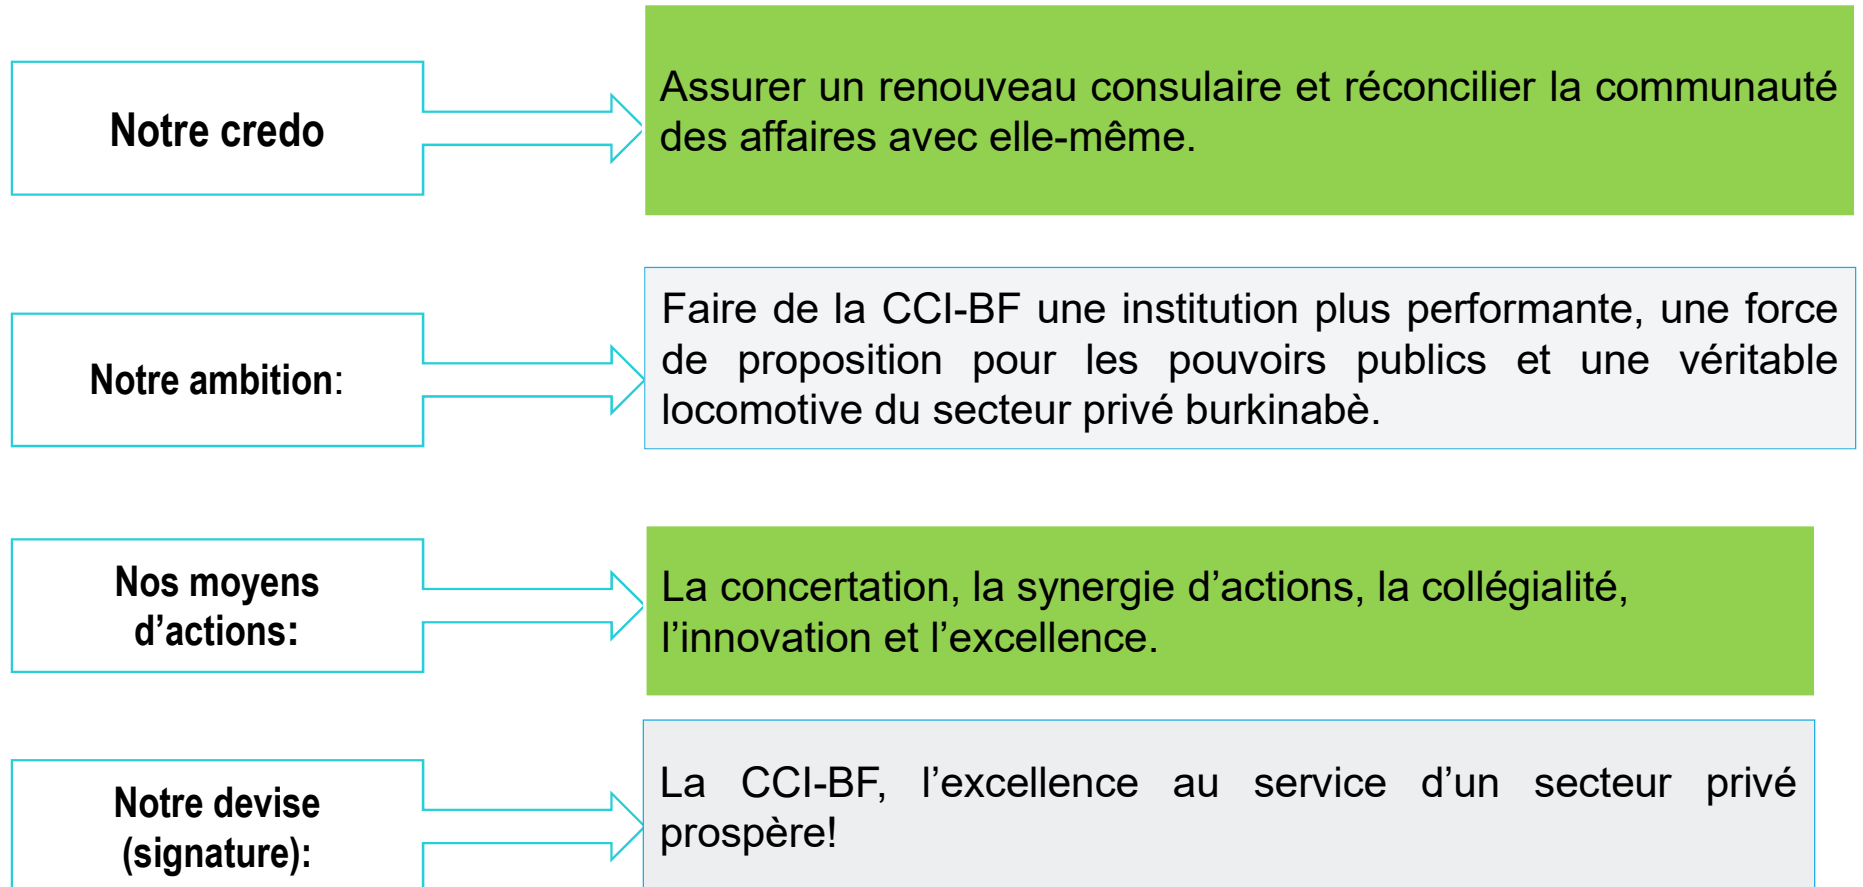 Notre credo
Assurer un renouveau consulaire et réconcilier la communauté
des affaires avec elle-même.
Notre ambition:
Faire de la CCI-BF une institution plus performante, une force
de proposition pour les pouvoirs publics et une véritable
locomotive du secteur privé burkinabè.
Nos moyens
d’actions:
La concertation, la synergie d’actions, la collégialité,
l’innovation et l’excellence.
Notre devise
(signature):
La CCI-BF, l’excellence au service d’un secteur privé
prospère!